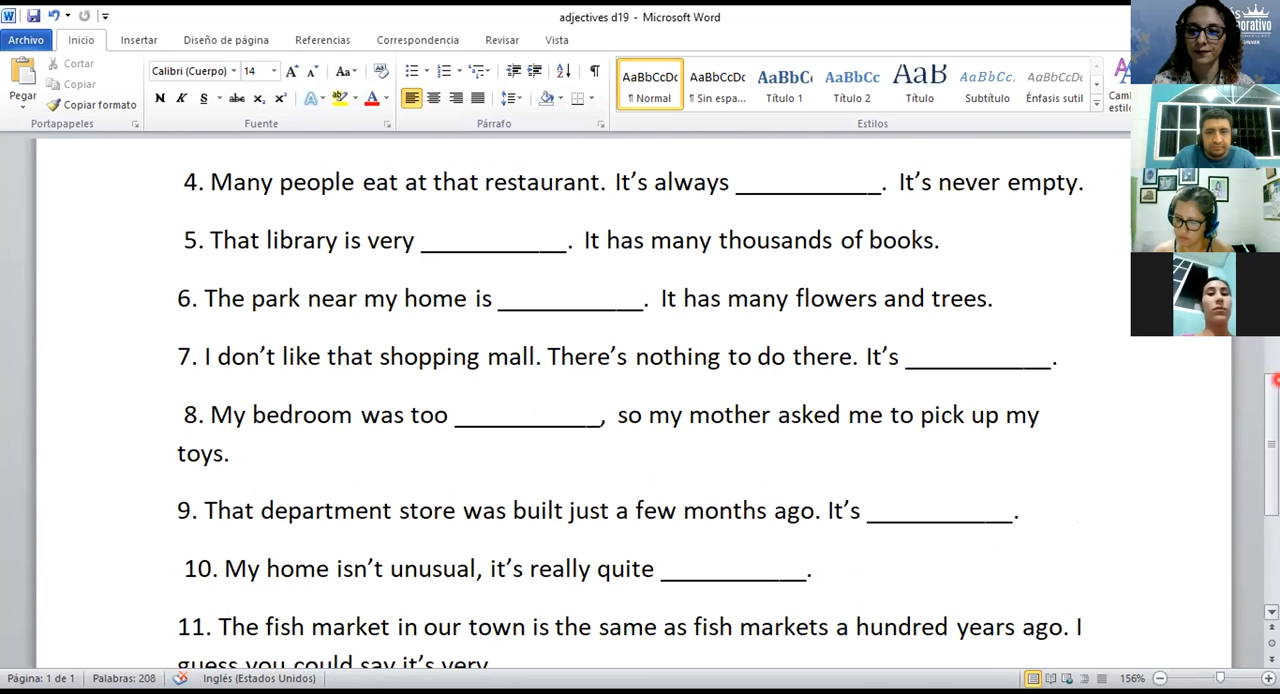 adjectives d19 - Microsoft Word
Archivo Inicio Insertar Diseño de página Referencias Correspondencia Revisar Vista
Pegar
Cortar
Copiar
Copiar formato
Portapapeles
Calibri (Cuerpo) 14
Fuente
Párrafo
AaBbCcDc AaBbCcDc AaBbC( AaBbCc AaB AaBbCc. AaBbCcDc
¶ Normal ¶ Sin espa... Título 1 Título 2 Título Subtítulo Énfasis sutil
Estilos
4. Many people eat at that restaurant. It’s always ____________. It’s never empty.
5. That library is very ____________. It has many thousands of books.
6. The park near my home is ____________. It has many flowers and trees.
7. I don’t like that shopping mall. There’s nothing to do there. It’s ____________.
8. My bedroom was too ____________, so my mother asked me to pick up my
toys.
9. That department store was built just a few months ago. It’s ____________.
10. My home isn’t unusual, it’s really quite ____________.
11. The fish market in our town is the same as fish markets a hundred years ago. I
guess you could say it’s very
Página: 1 de 1 Palabras: 208 Inglés (Estados Unidos) 156%